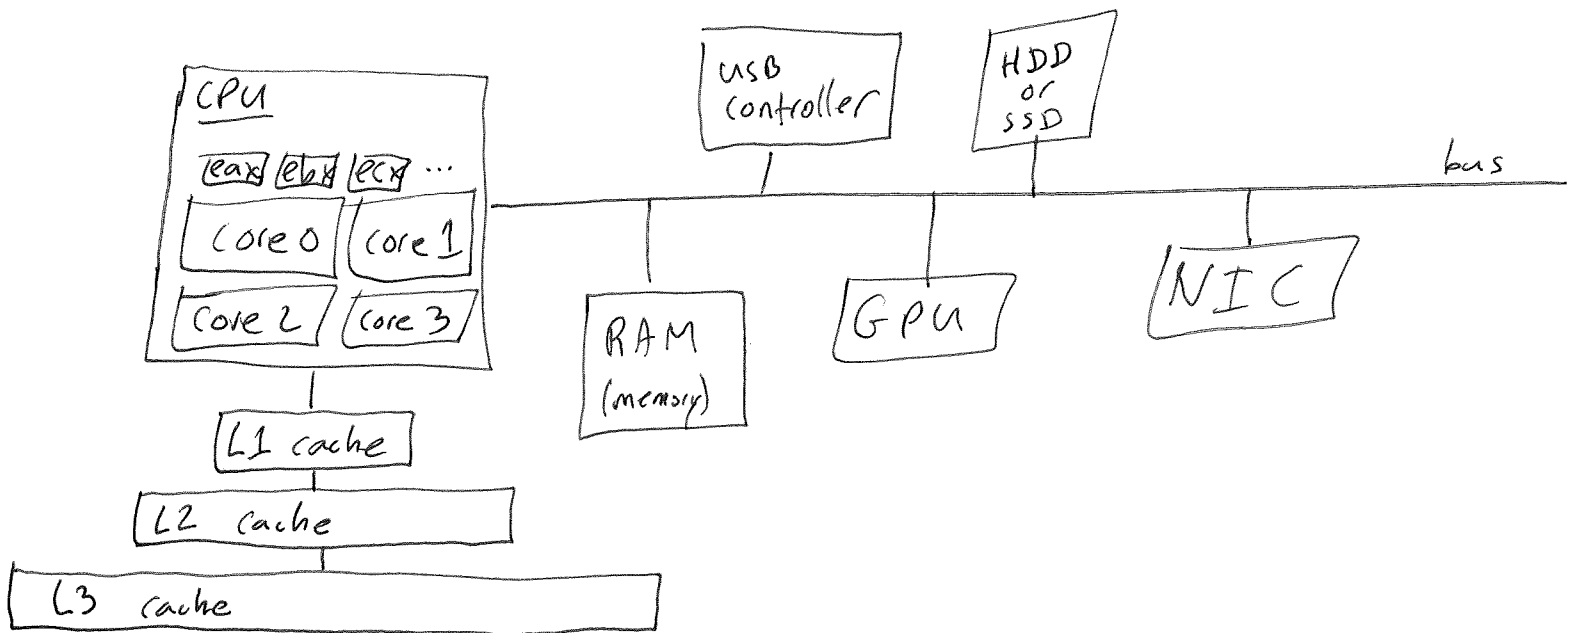 CPU
eax ebx ecx ...
core 0 core 1
core 2 core 3
L1 cache
L2 cache
L3 cache
USB
controller
HDD
or
SSD
bus
RAM
(memory)
GPU
NIC